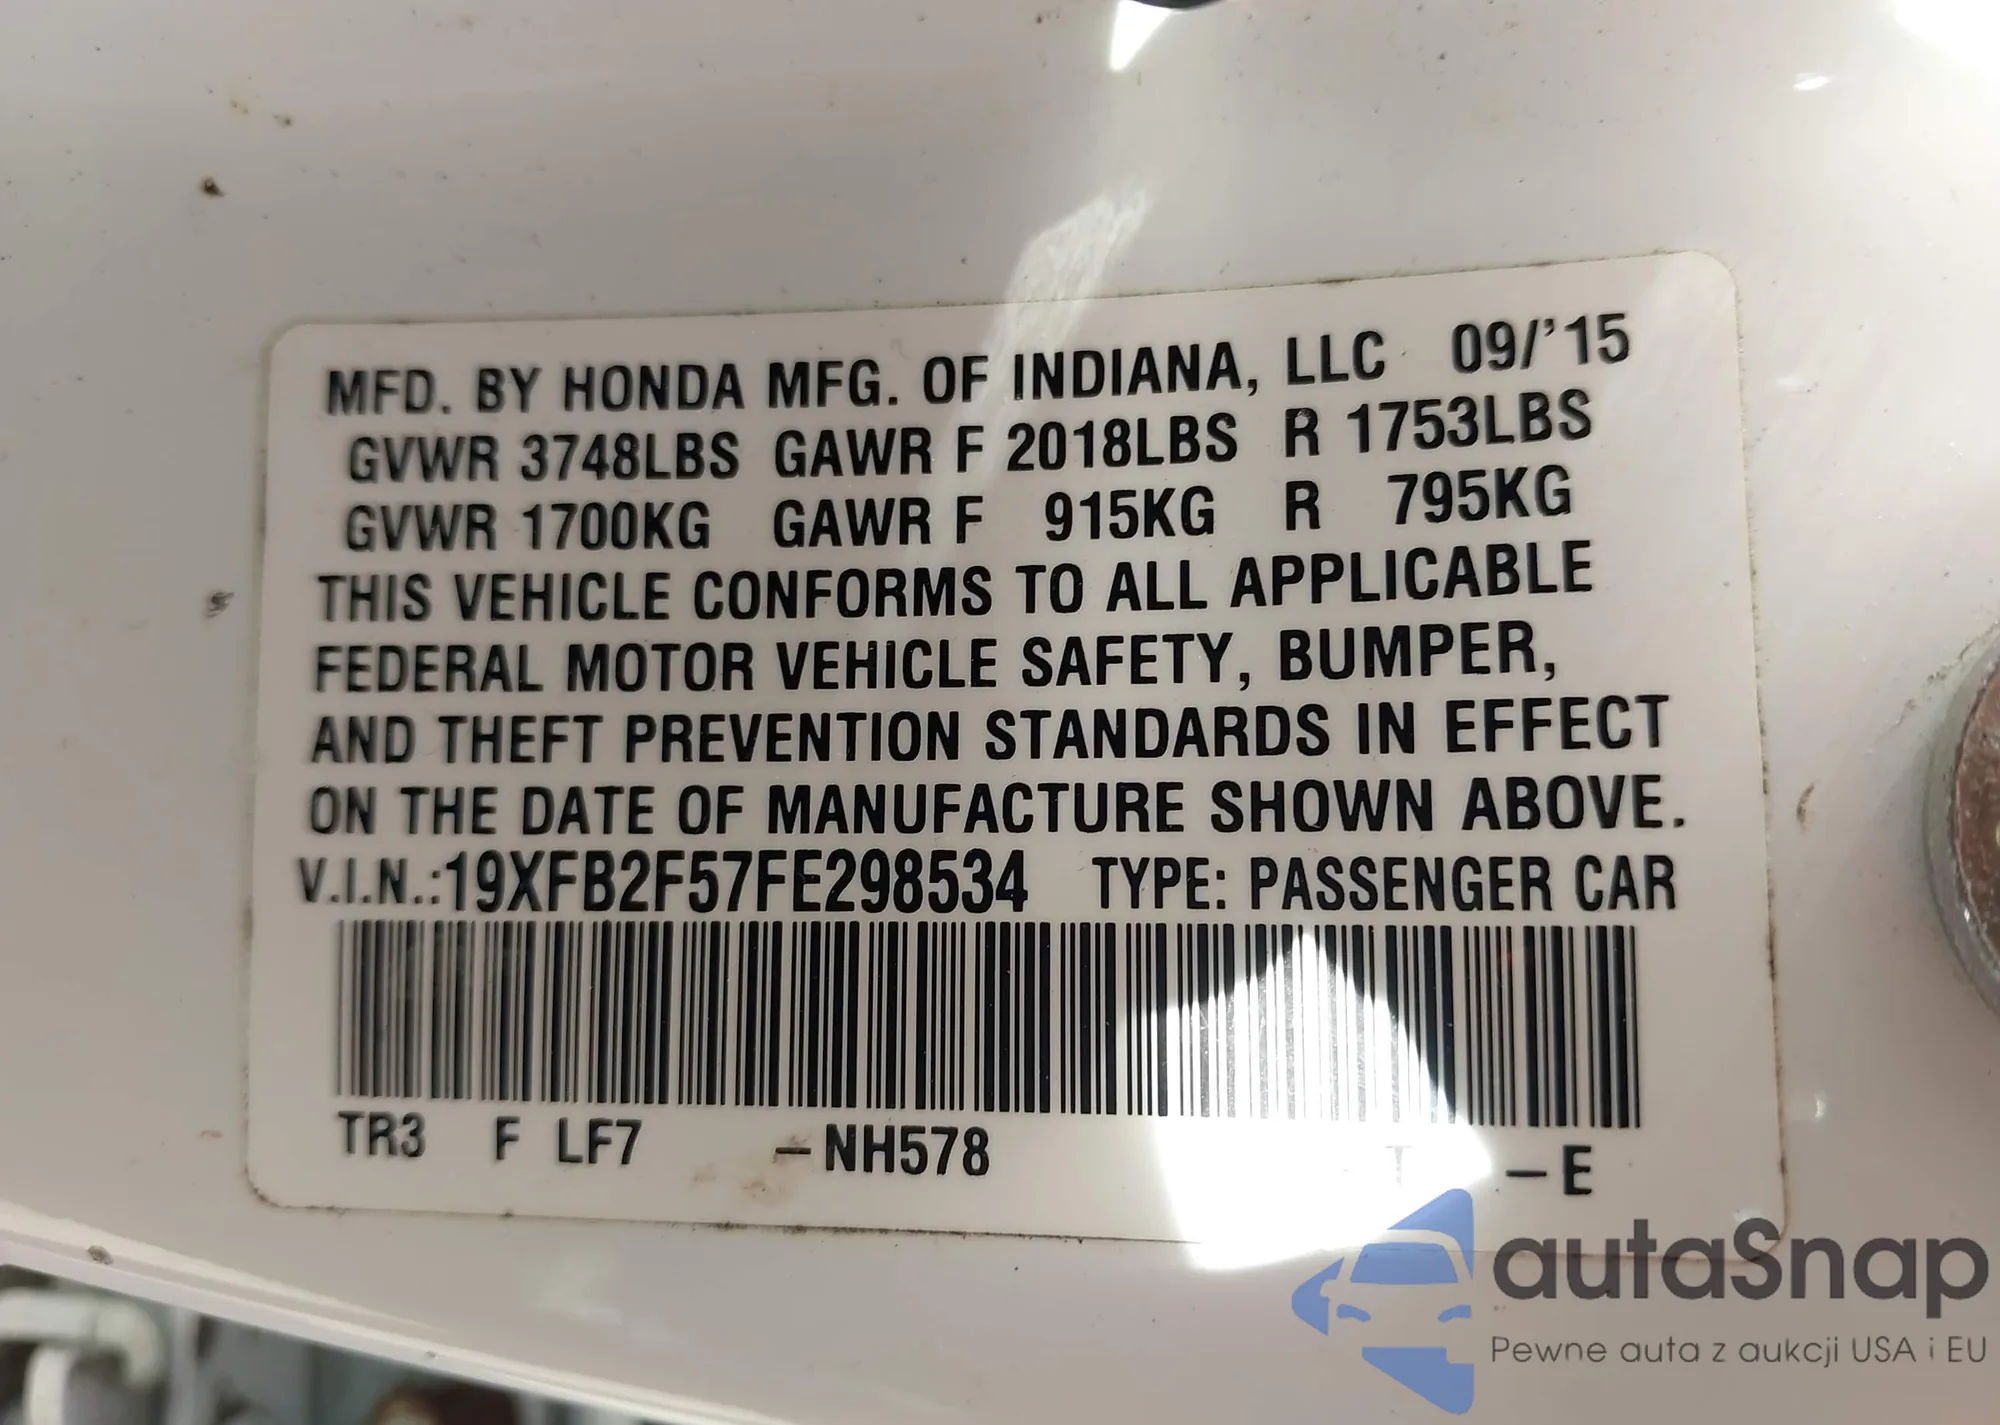 MFD. BY HONDA MFG. OF INDIANA, LLC 09/'15
GVWR 3748LBS GAWR F 2018LBS R 1753LBS
GVWR 1700KG GAWR F 915KG R 795KG
THIS VEHICLE CONFORMS TO ALL APPLICABLE
FEDERAL MOTOR VEHICLE SAFETY, BUMPER,
AND THEFT PREVENTION STANDARDS IN EFFECT
ON THE DATE OF MANUFACTURE SHOWN ABOVE.
V.I.N.:19XFB2F57FE298534 TYPE: PASSENGER CAR
TR3 F LF7 -NH578 T -E
autaSnap
Pewne auta z aukcji USA i EU